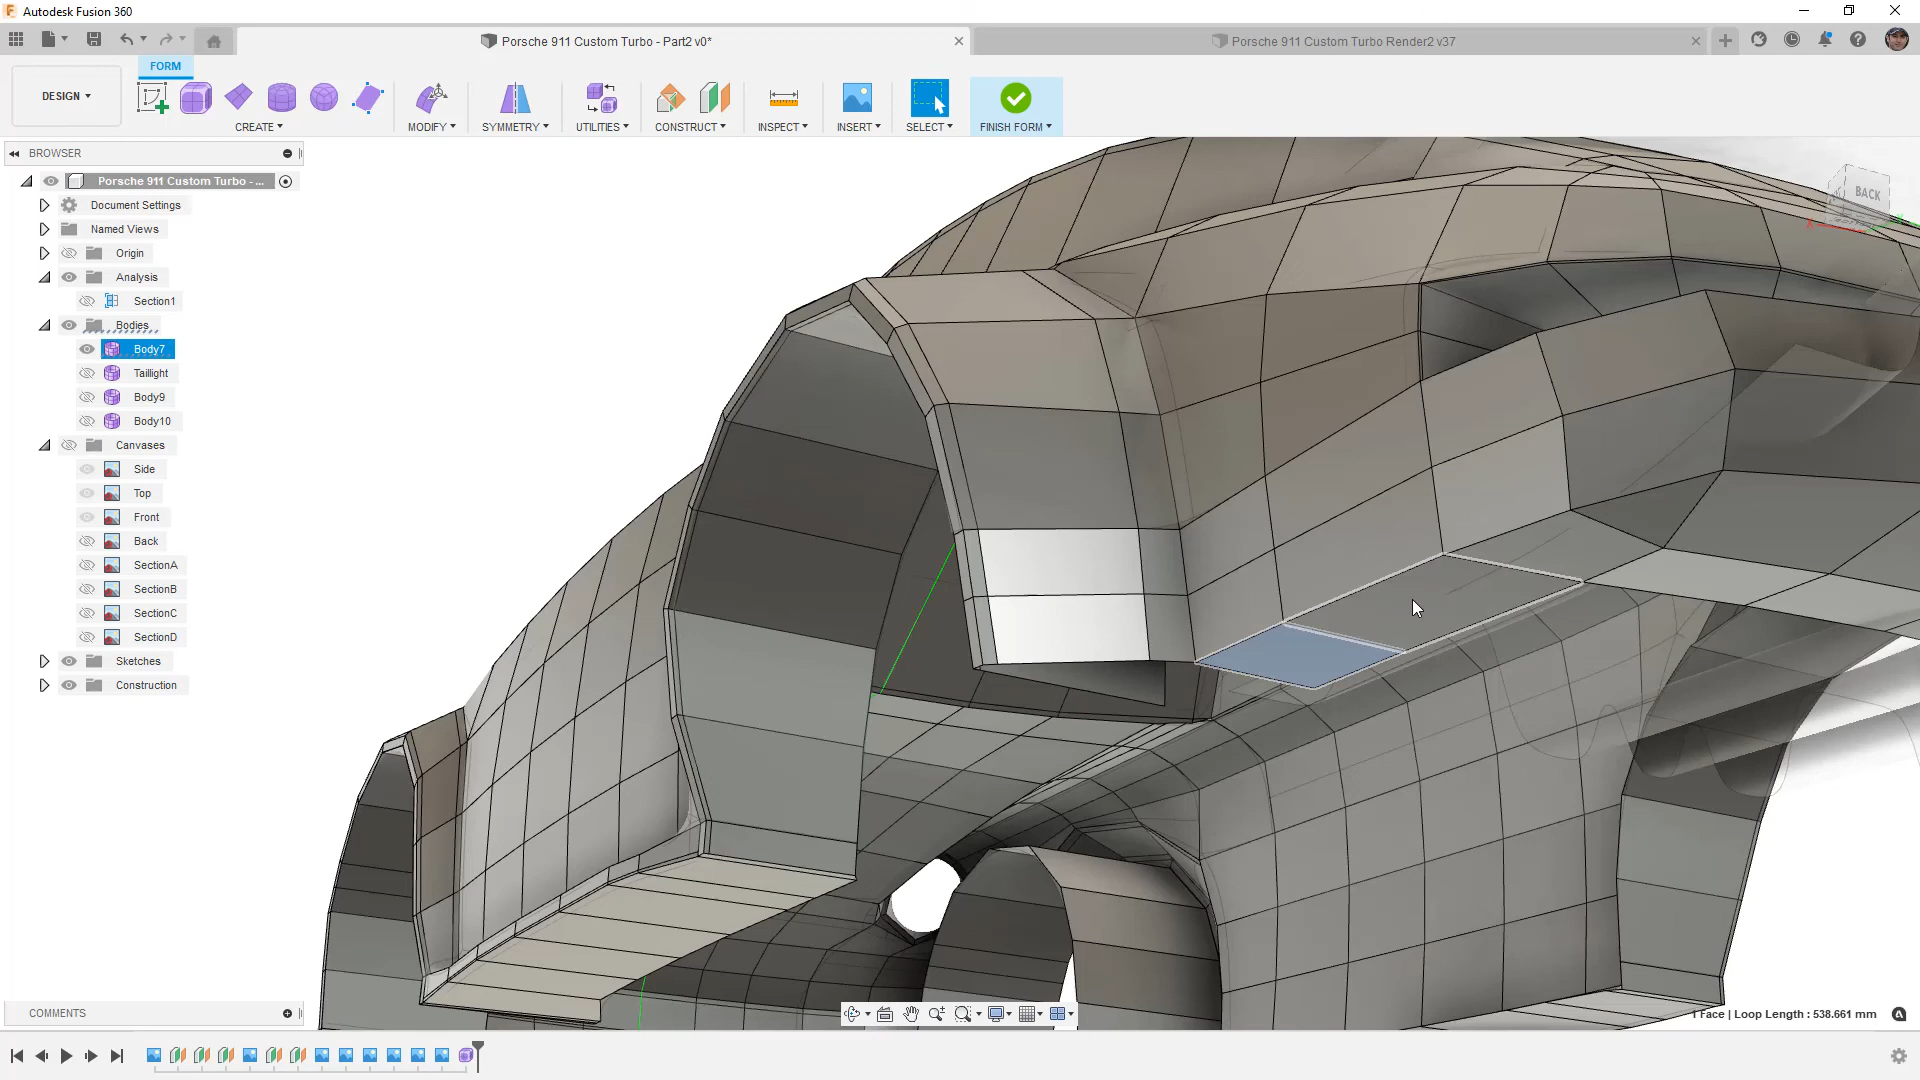 Autodesk Fusion 360
Porsche 911 Custom Turbo - Part2 v0*
Porsche 911 Custom Turbo Render2 v37
FORM
DESIGN
CREATE
MODIFY
SYMMETRY
UTILITIES
CONSTRUCT
INSPECT
INSERT
SELECT
FINISH FORM
BROWSER
Porsche 911 Custom Turbo - ...
Document Settings
Named Views
Origin
Analysis
Section1
Bodies
Body7
Taillight
Body9
Body10
Canvases
Side
Top
Front
Back
SectionA
SectionB
SectionC
SectionD
Sketches
Construction
BACK
X
COMMENTS
1 Face | Loop Length : 538.661 mm